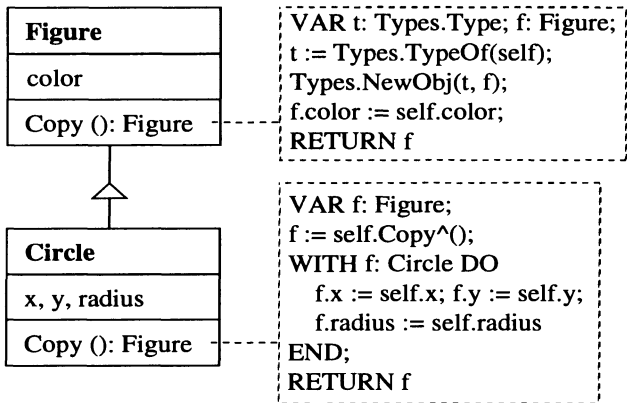 Figure
color
Copy (): Figure
VAR t: Types.Type; f: Figure;
t := Types.TypeOf(self);
Types.NewObj(t, f);
f.color := self.color;
RETURN f
Circle
x, y, radius
Copy (): Figure
VAR f: Figure;
f := self.Copy^();
WITH f: Circle DO
f.x := self.x; f.y := self.y;
f.radius := self.radius
END;
RETURN f